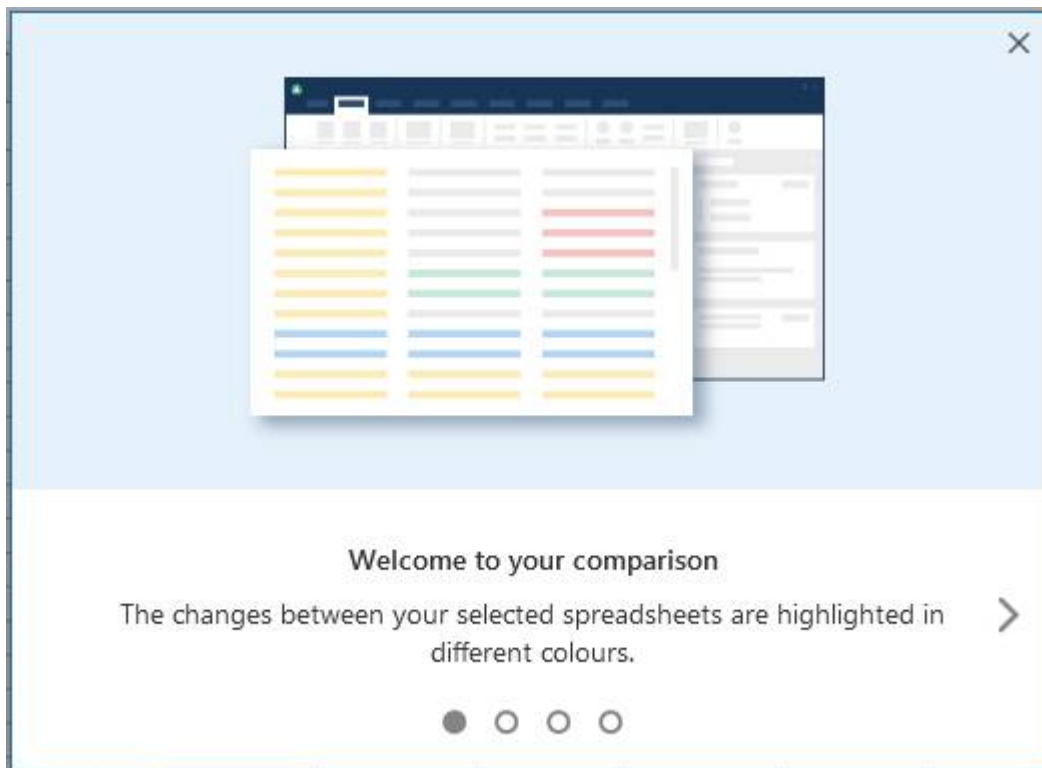 Welcome to your comparison
The changes between your selected spreadsheets are highlighted in
different colours.